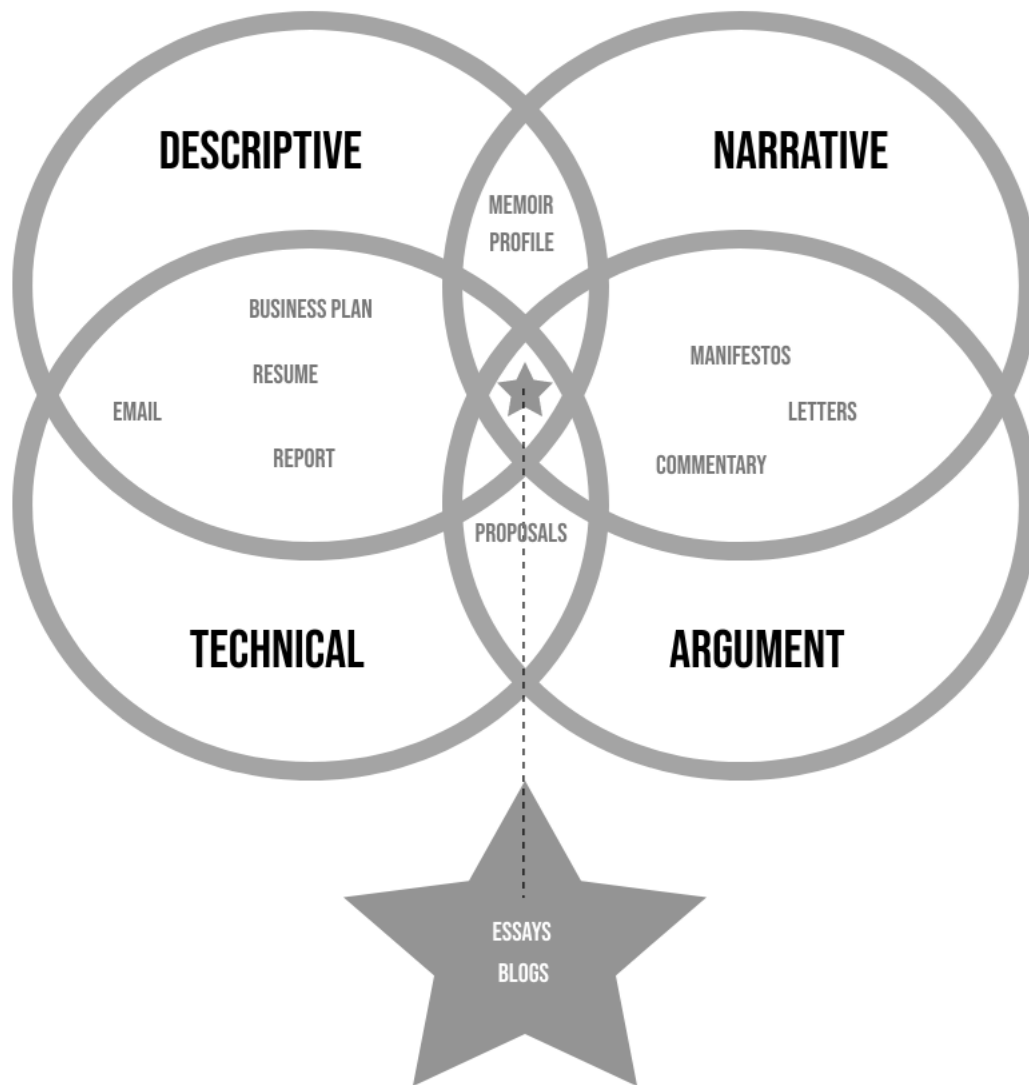 DESCRIPTIVE
NARRATIVE
MEMOIR
PROFILE
BUSINESS PLAN
RESUME
EMAIL
REPORT
MANIFESTOS
LETTERS
COMMENTARY
PROPOSALS
TECHNICAL
ARGUMENT
ESSAYS
BLOGS